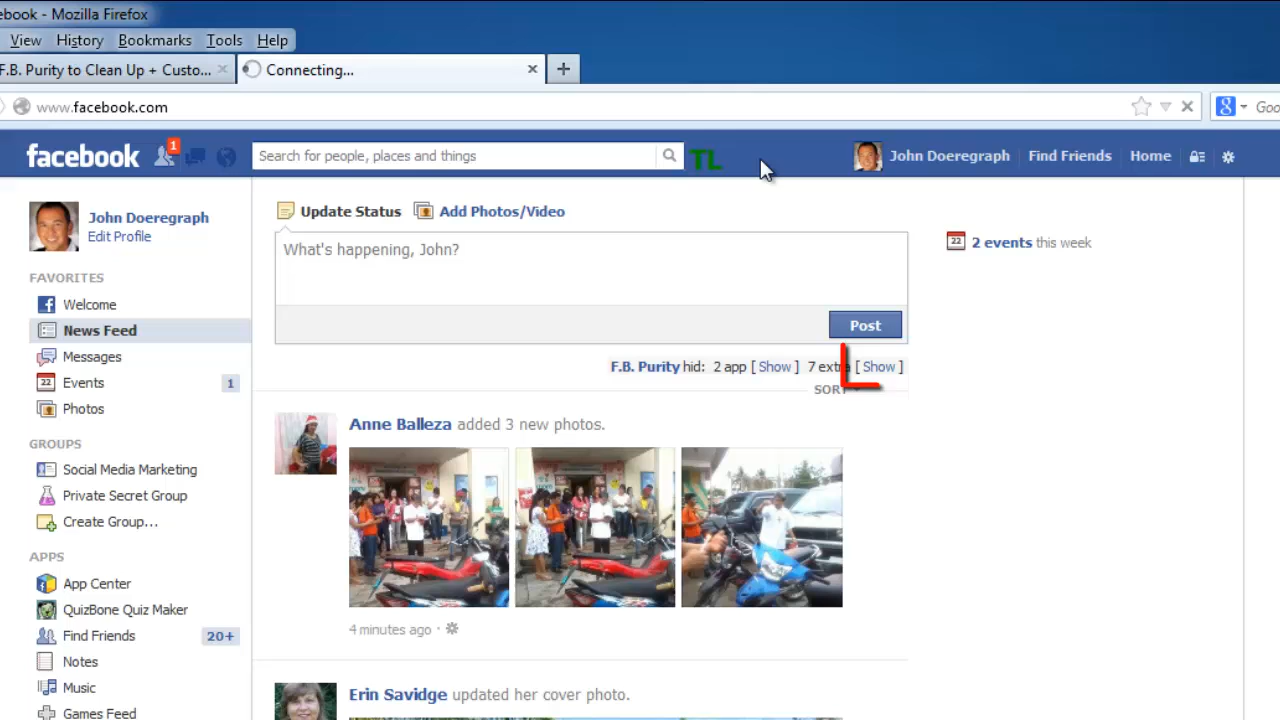 ebook - Mozilla Firefox
View History Bookmarks Tools Help
F.B. Purity to Clean Up + Custo...
Connecting...
www.facebook.com
Goo
facebook
1
Search for people, places and things
TL
John Doeregraph
Find Friends
Home
John Doeregraph
Edit Profile
FAVORITES
Welcome
News Feed
Messages
Events 1
Photos
GROUPS
Social Media Marketing
Private Secret Group
Create Group...
APPS
App Center
QuizBone Quiz Maker
Find Friends 20+
Notes
Music
Games Feed
Update Status
Add Photos/Video
What's happening, John?
Post
F.B. Purity hid: 2 app [ Show ] 7 extra [ Show ]
SORT
Anne Balleza added 3 new photos.
4 minutes ago ·
Erin Savidge updated her cover photo.
22 2 events this week